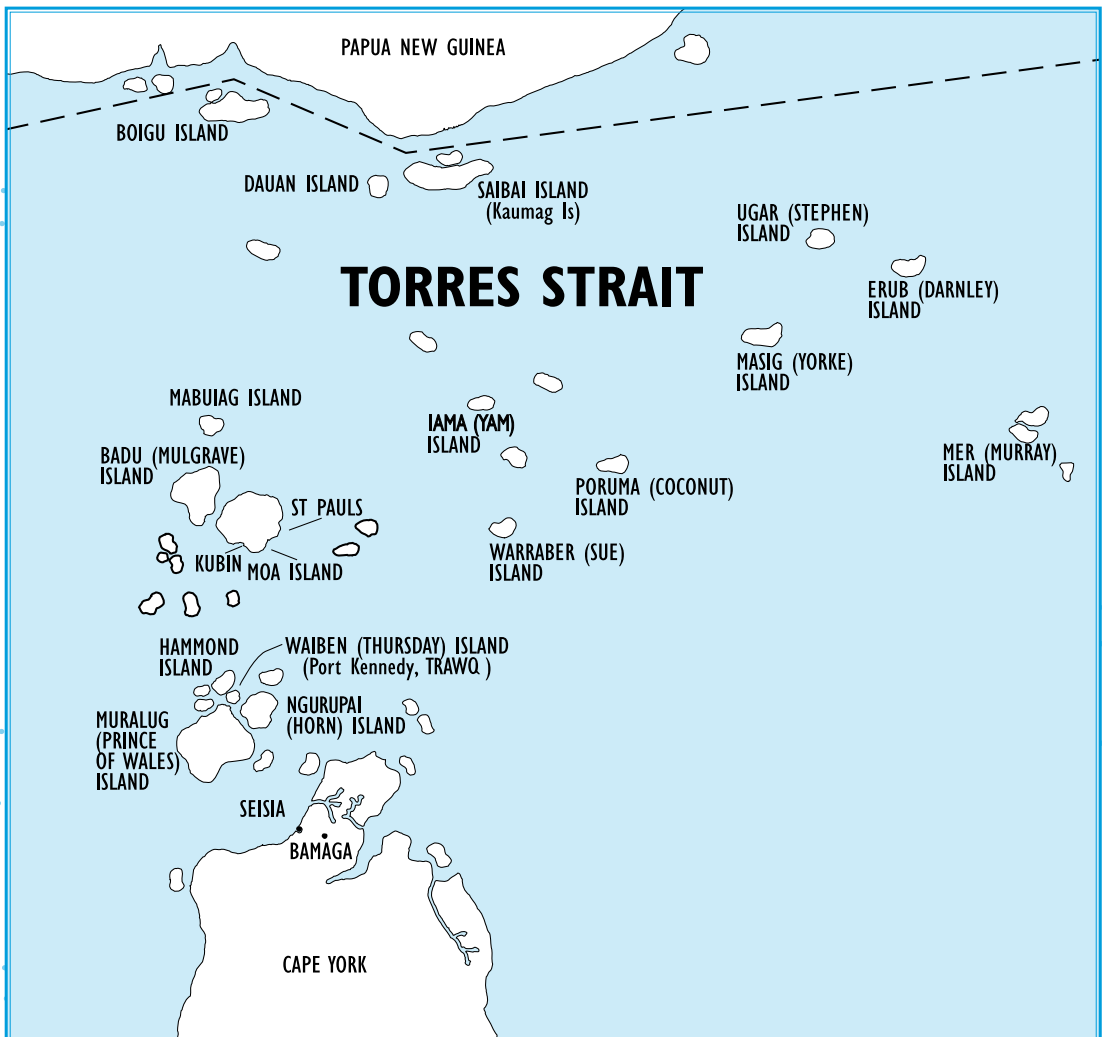 PAPUA NEW GUINEA
BOIGU ISLAND
DAUAN ISLAND
SAIBAI ISLAND
(Kaumag Is)
UGAR (STEPHEN)
ISLAND
TORRES STRAIT
ERUB (DARNLEY)
ISLAND
MASIG (YORKE)
ISLAND
MABUIAG ISLAND
IAMA (YAM)
ISLAND
BADU (MULGRAVE)
ISLAND
MER (MURRAY)
ISLAND
PORUMA (COCONUT)
ISLAND
ST PAULS
WARRABER (SUE)
ISLAND
KUBIN
MOA ISLAND
HAMMOND
ISLAND
WAIBEN (THURSDAY) ISLAND
(Port Kennedy, TRAWQ )
NGURUPAI
(HORN) ISLAND
MURALUG
(PRINCE
OF WALES)
ISLAND
SEISIA
BAMAGA
CAPE YORK